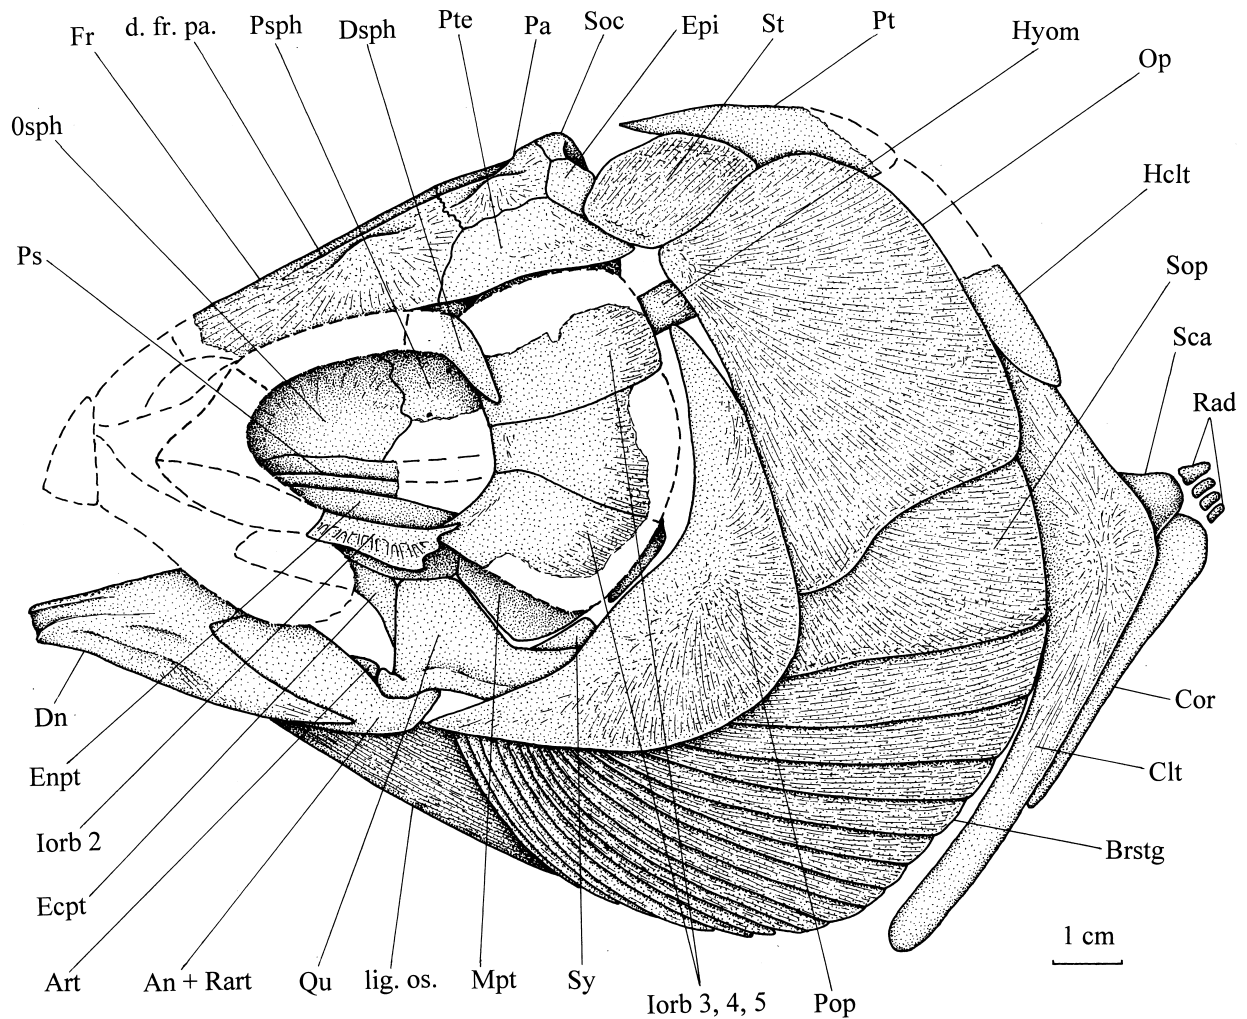 Fr
d. fr. pa.
Psph
Dsph
Pte
Pa
Soc
Epi
St
Pt
Hyom
Op
0sph
Hclt
Ps
Sop
Sca
Rad
Dn
Cor
Enpt
Clt
Iorb 2
Brstg
Ecpt
1 cm
Art
An + Rart
Qu
lig. os.
Mpt
Sy
Iorb 3, 4, 5
Pop